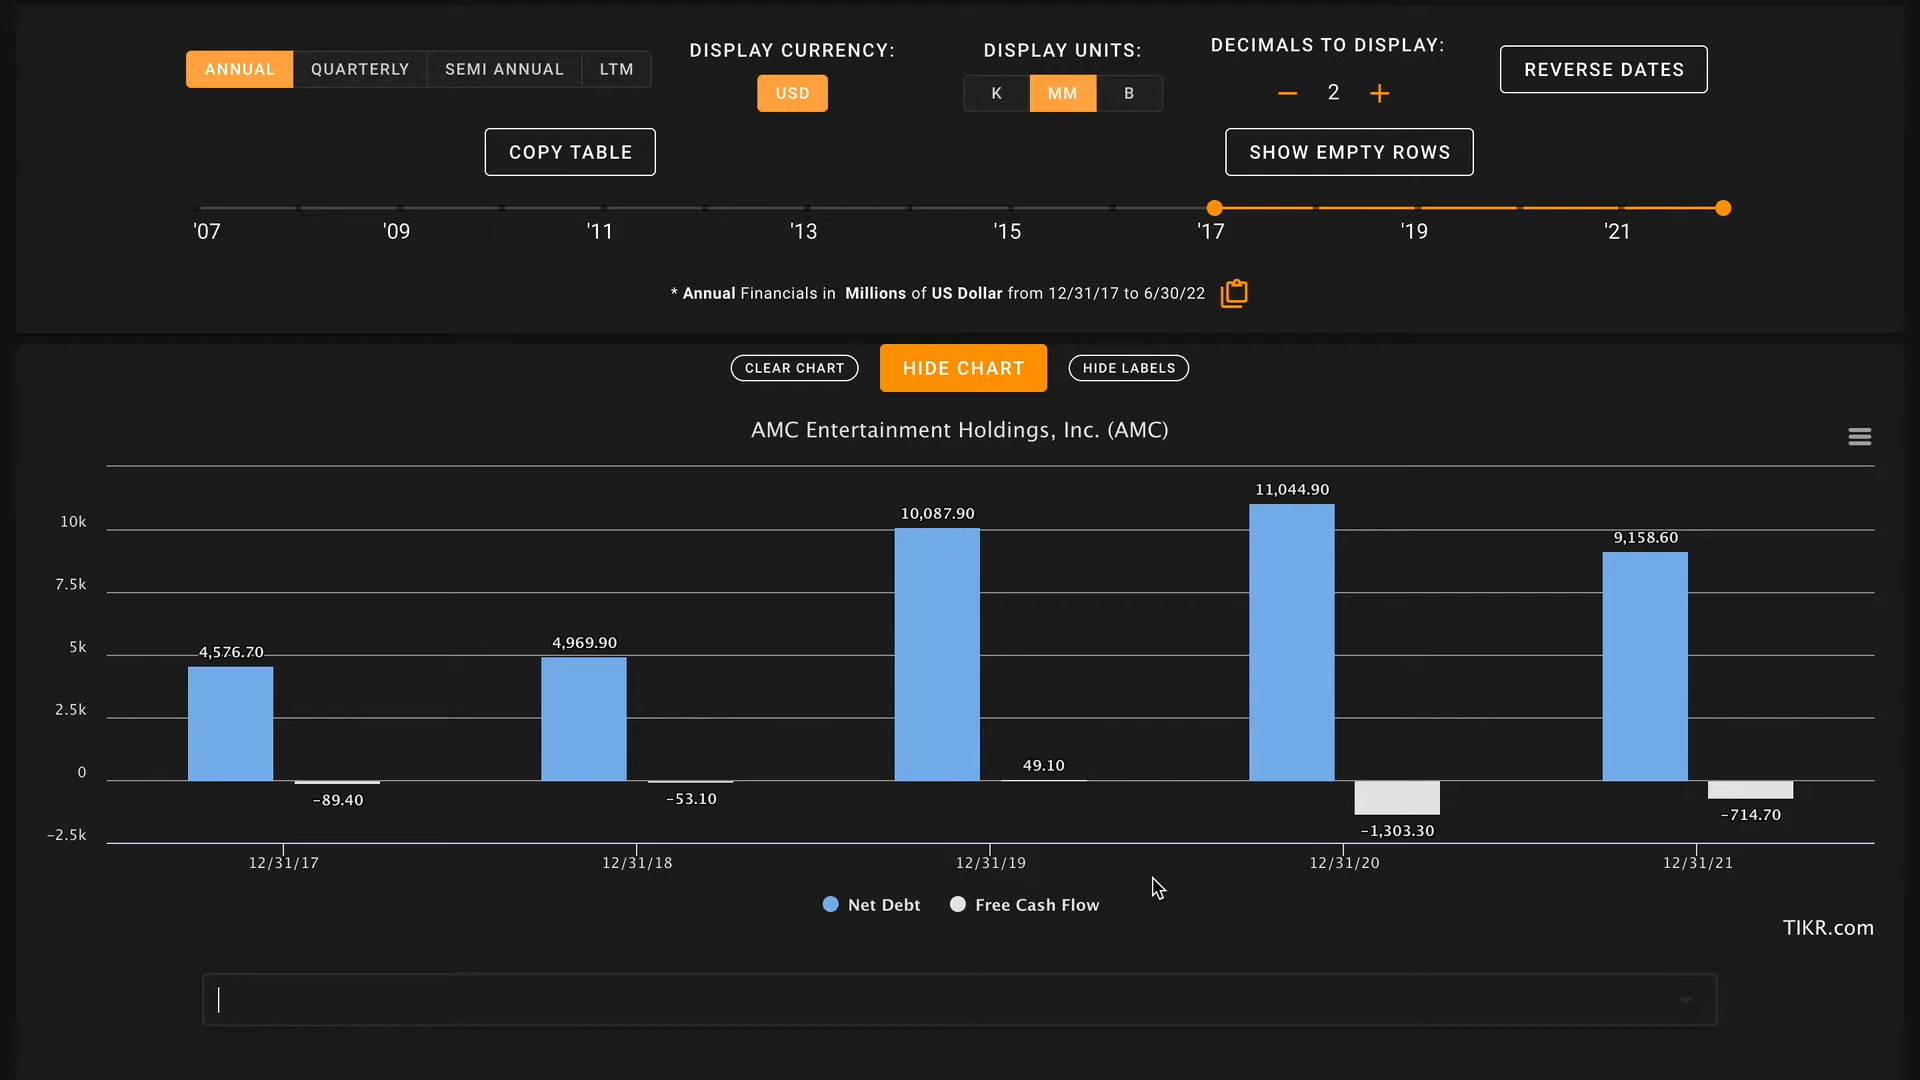 ANNUAL QUARTERLY SEMI ANNUAL LTM
DISPLAY CURRENCY:
USD
DISPLAY UNITS:
K MM B
DECIMALS TO DISPLAY:
− 2 +
REVERSE DATES
COPY TABLE
SHOW EMPTY ROWS
'07 '09 '11 '13 '15 '17 '19 '21
* Annual Financials in Millions of US Dollar from 12/31/17 to 6/30/22
CLEAR CHART
HIDE CHART
HIDE LABELS
AMC Entertainment Holdings, Inc. (AMC)
10k
7.5k
5k
2.5k
0
−2.5k
4,576.70
−89.40
4,969.90
−53.10
10,087.90
49.10
11,044.90
−1,303.30
9,158.60
−714.70
12/31/17 12/31/18 12/31/19 12/31/20 12/31/21
Net Debt Free Cash Flow
TIKR.com